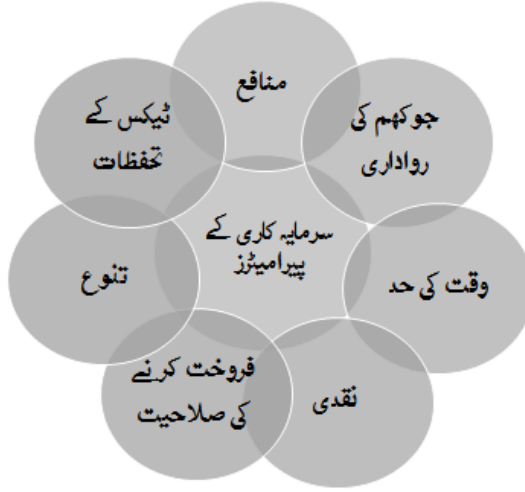 منافع
جوکھم کی
رواداری
وقت کی حد
نقدی
فروخت کرنے
کی صلاحیت
تنوع
ٹیکس کے
تحفظات
سرمایہ کاری کے
پیرامیٹرز